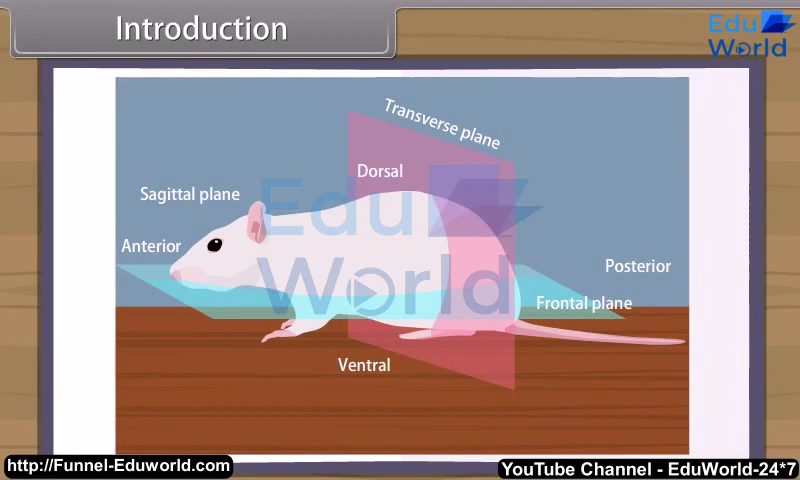 Introduction
Edu
World
Transverse plane
Dorsal
Sagittal plane
Edu
Anterior
World
Posterior
Frontal plane
Ventral
http://Funnel-Eduworld.com
YouTube Channel - EduWorld-24*7